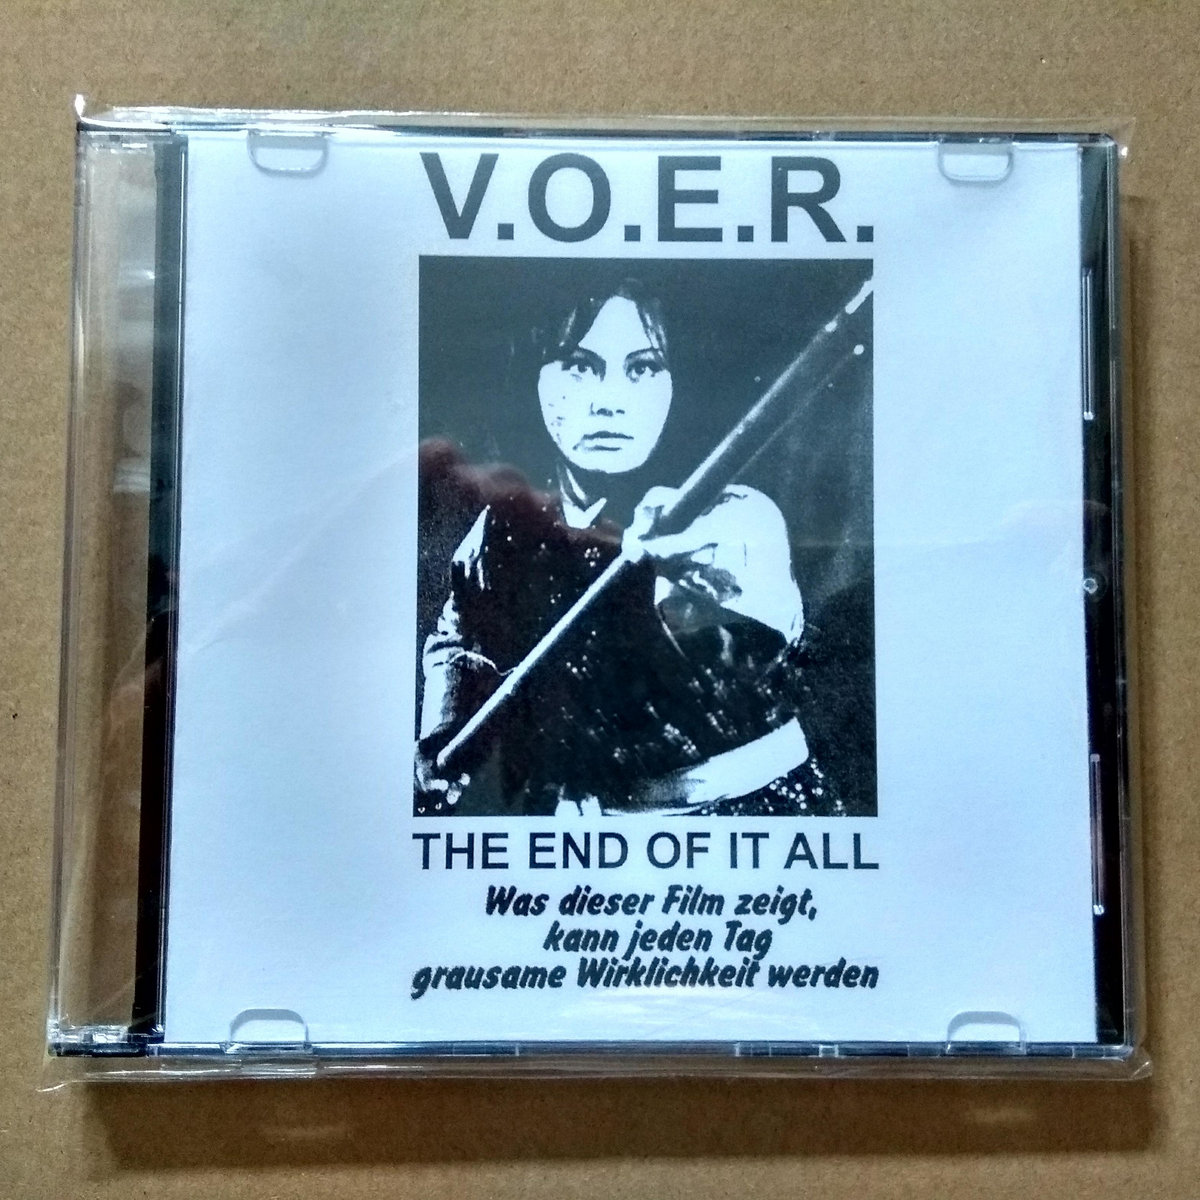 V.O.E.R.
THE END OF IT ALL
Was dieser Film zeigt,
kann jeden Tag
grausame Wirklichkeit werden